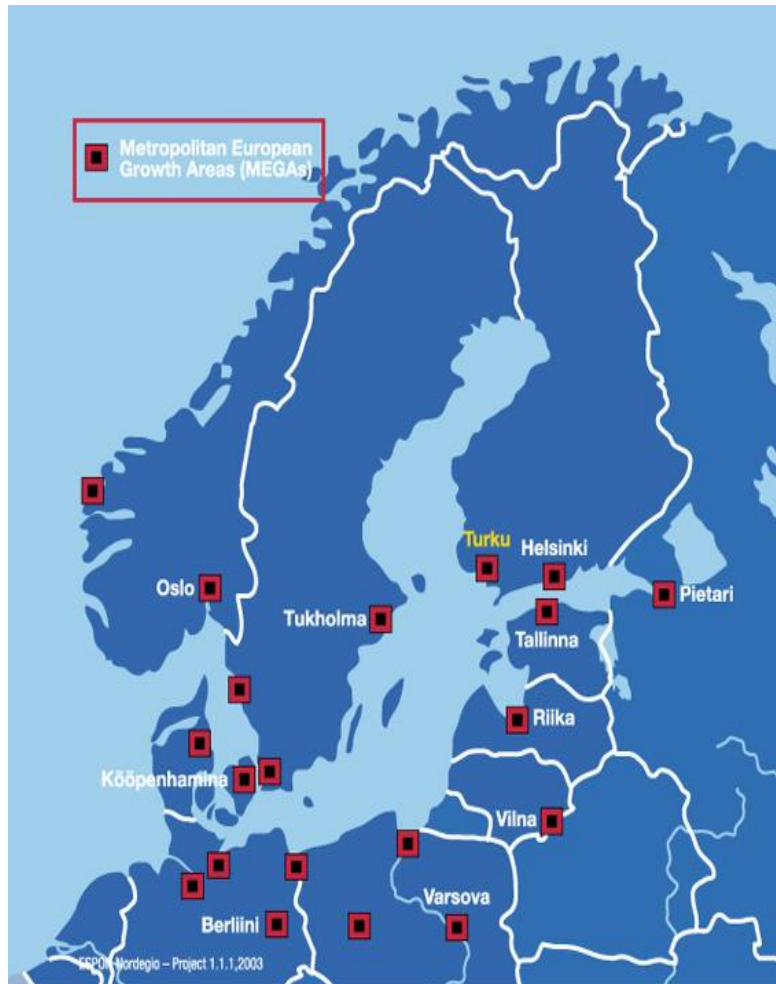 Metropolitan European
Growth Areas (MEGAs)
Turku
Helsinki
Oslo
Pietari
Tukholma
Tallinna
Riika
Kööpenhamina
Vilna
Varsova
Berliini
ESPON Nordegio – Project 1.1.1,2003